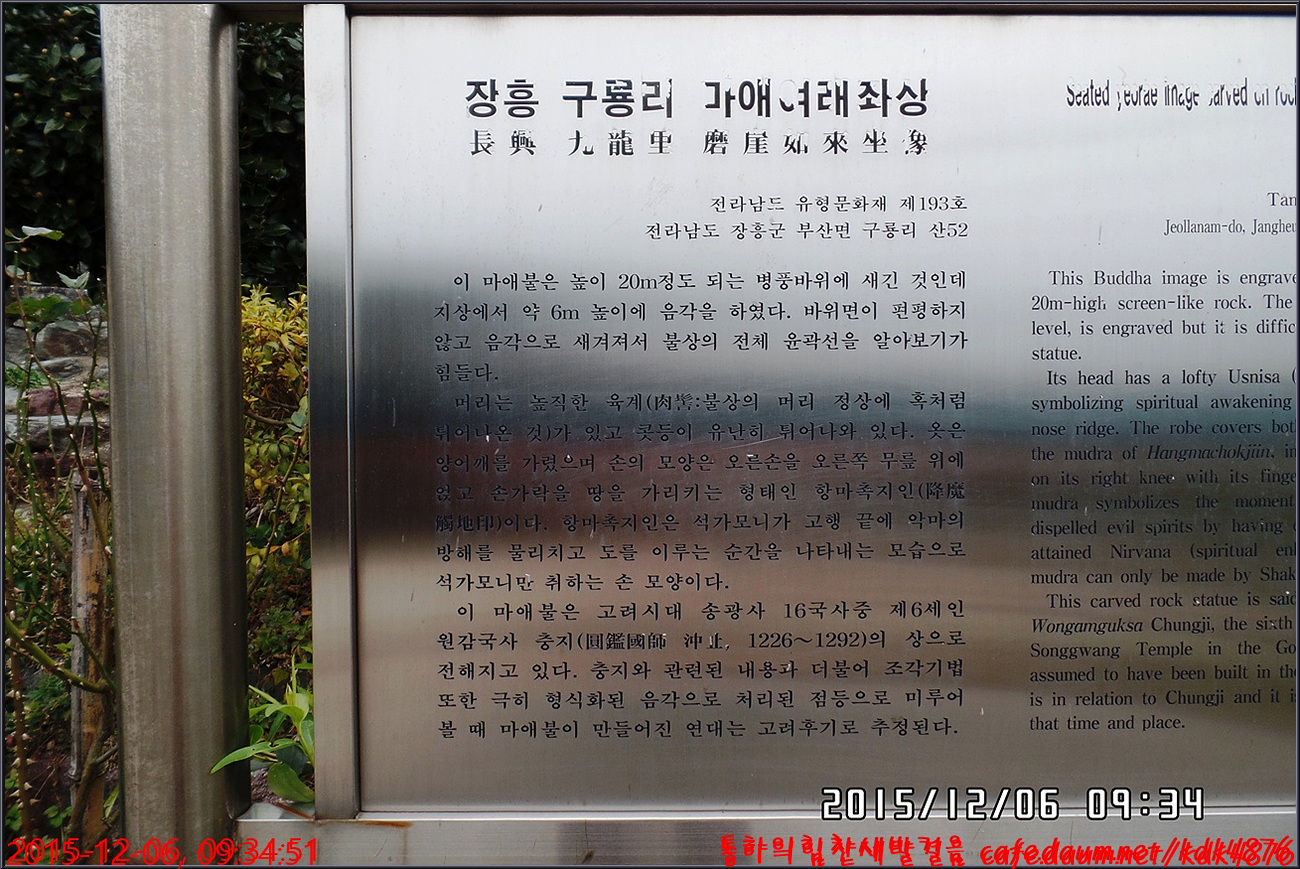 장흥 구룡리 마애여래좌상
長興 九龍里 磨崖如來坐像
전라남도 유형문화재 제193호
전라남도 장흥군 부산면 구룡리 산52
이 마애불은 높이 20m정도 되는 병풍바위에 새긴 것인데
지상에서 약 6m 높이에 음각을 하였다. 바위면이 편평하지
않고 음각으로 새겨져서 불상의 전체 윤곽선을 알아보기가
힘들다.
머리는 높직한 육계(肉髻:불상의 머리 정상에 혹처럼
튀어나온 것)가 있고 콧등이 유난히 튀어나와 있다. 옷은
양어깨를 가렸으며 손의 모양은 오른손을 오른쪽 무릎 위에
얹고 손가락을 땅을 가리키는 형태인 항마촉지인(降魔
觸地印)이다. 항마촉지인은 석가모니가 고행 끝에 악마의
방해를 물리치고 도를 이루는 순간을 나타내는 모습으로
석가모니만 취하는 손 모양이다.
이 마애불은 고려시대 송광사 16국사중 제6세인
원감국사 충지(圓鑑國師 沖止, 1226~1292)의 상으로
전해지고 있다. 충지와 관련된 내용과 더불어 조각기법
또한 극히 형식화된 음각으로 처리된 점등으로 미루어
볼 때 마애불이 만들어진 연대는 고려후기로 추정된다.
Seated yeorae image carved on roc
Tan
Jeollanam-do, Jangheu
This Buddha image is engrave
20m-high screen-like rock. The
level, is engraved but it is diffic
statue.
Its head has a lofty Usnisa (
symbolizing spiritual awakening
nose ridge. The robe covers bot
the mudra of Hangmachokjiin, in
on its right knee with its finge
mudra symbolizes the moment
dispelled evil spirits by having
attained Nirvana (spiritual enl
mudra can only be made by Shak
This carved rock statue is said
Wongamguksa Chungji, the sixth
Songgwang Temple in the Go
assumed to have been built in the
is in relation to Chungji and it i
that time and place.
2015/12/06 09:34
2015-12-06, 09:34:51
통하의힘찬새발걸음 cafe.daum.net/kdk4876